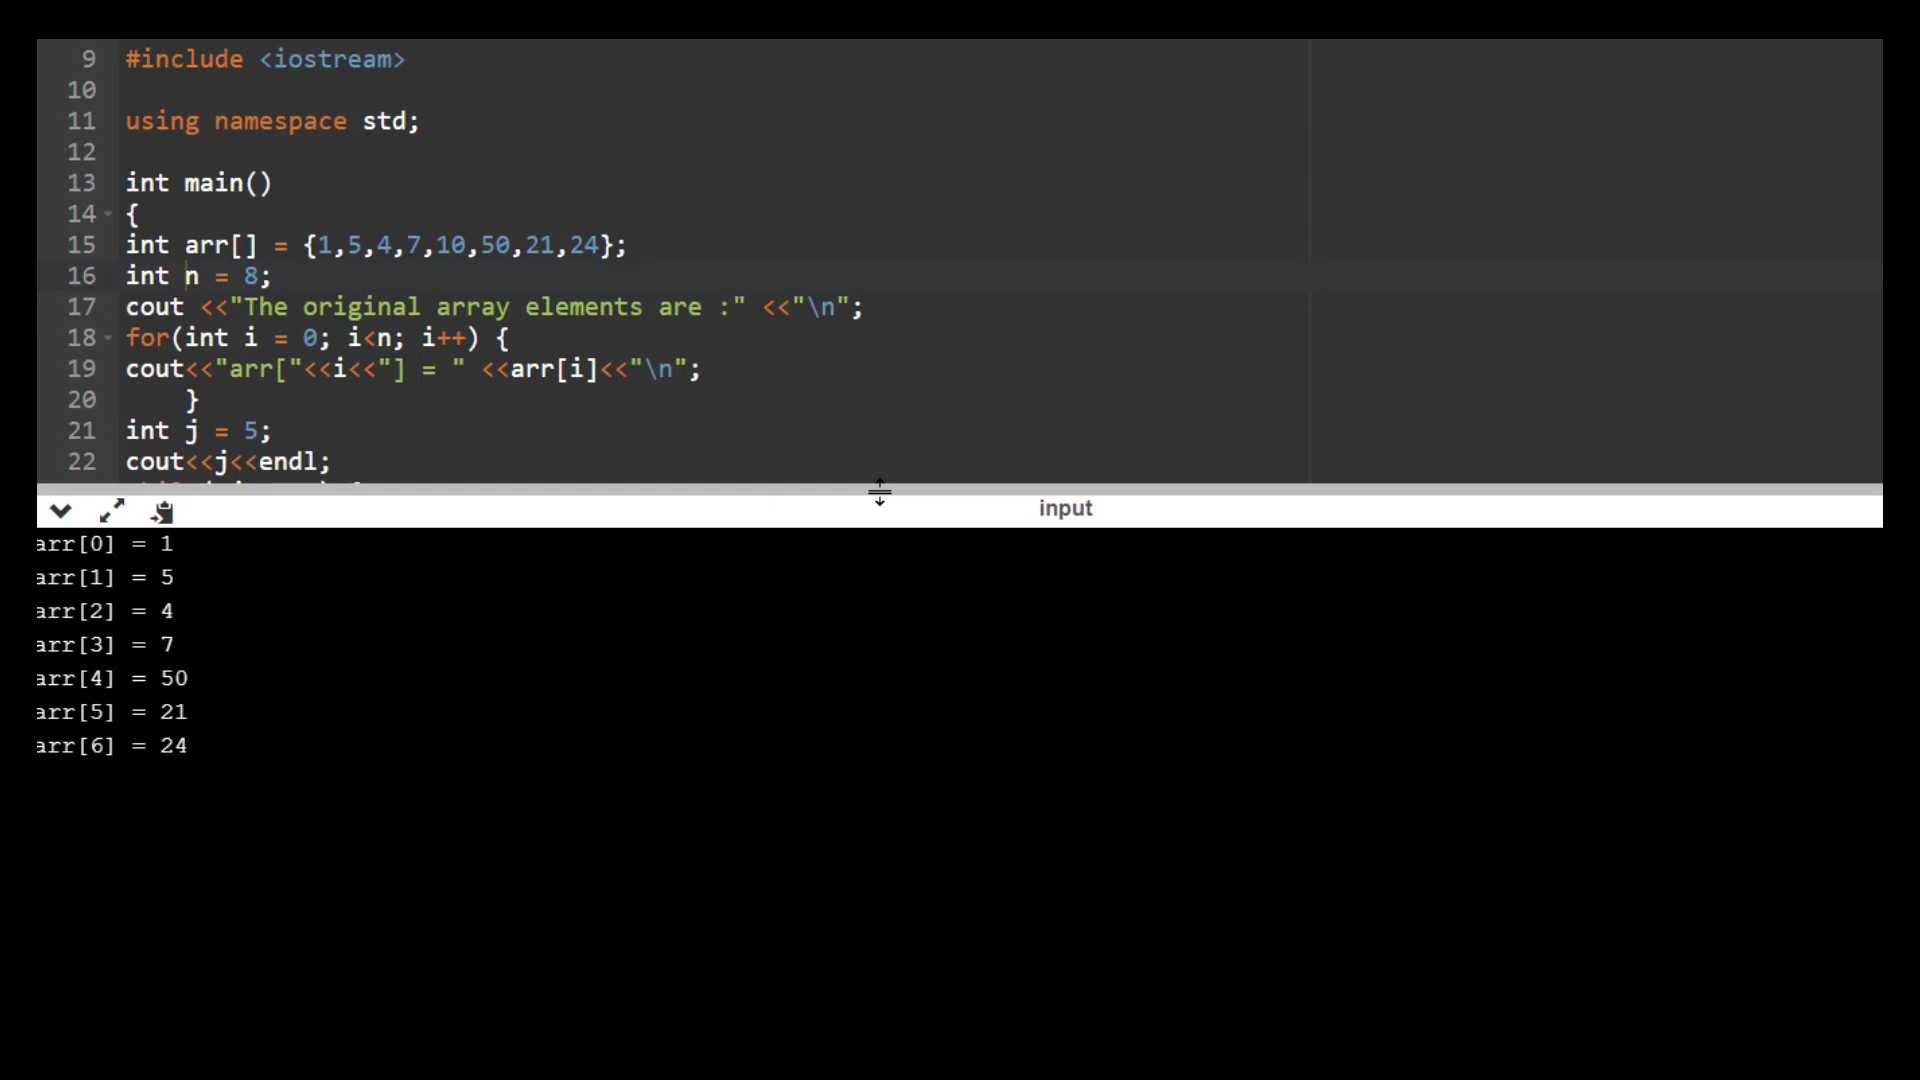 9 #include <iostream>
10
11 using namespace std;
12
13 int main()
14 {
15 int arr[] = {1,5,4,7,10,50,21,24};
16 int n = 8;
17 cout <<"The original array elements are :" <<"\n";
18 for(int i = 0; i<n; i++) {
19 cout<<"arr["<<i<<"] = " <<arr[i]<<"\n";
20 }
21 int j = 5;
22 cout<<j<<endl;
input
arr[0] = 1
arr[1] = 5
arr[2] = 4
arr[3] = 7
arr[4] = 50
arr[5] = 21
arr[6] = 24